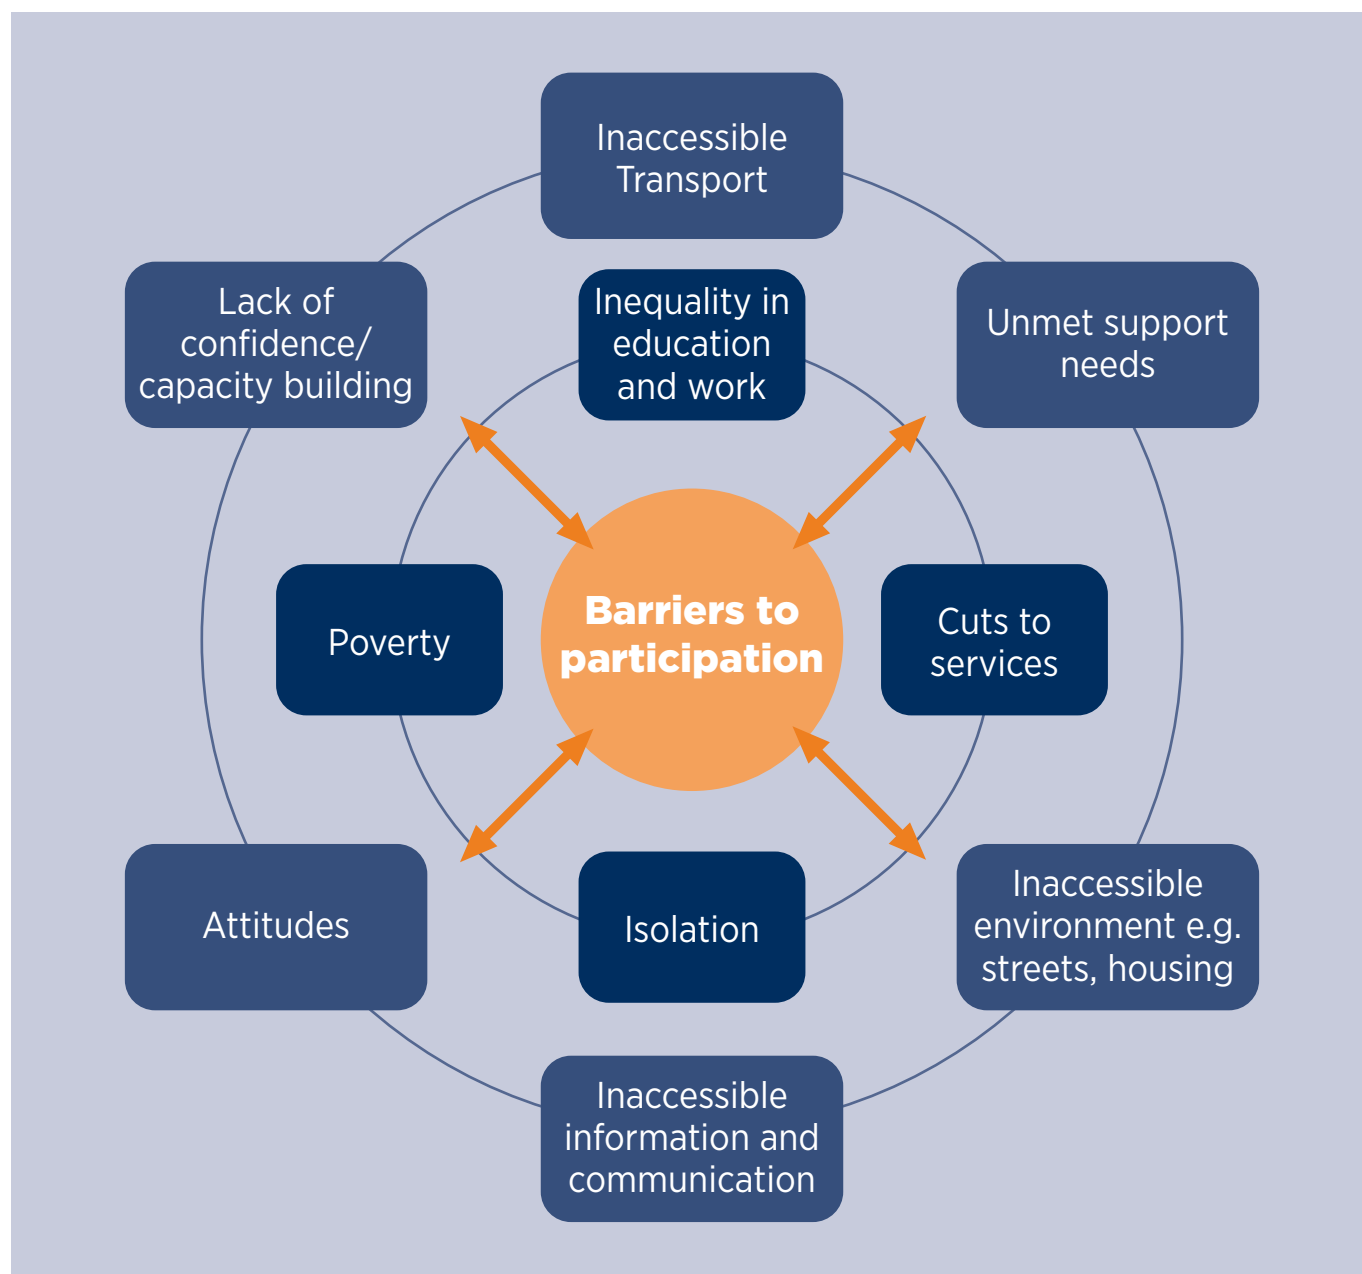 Inaccessible
Transport
Lack of
confidence/
capacity building
Inequality in
education
and work
Unmet support
needs
Poverty
Barriers to
participation
Cuts to
services
Attitudes
Isolation
Inaccessible
environment e.g.
streets, housing
Inaccessible
information and
communication